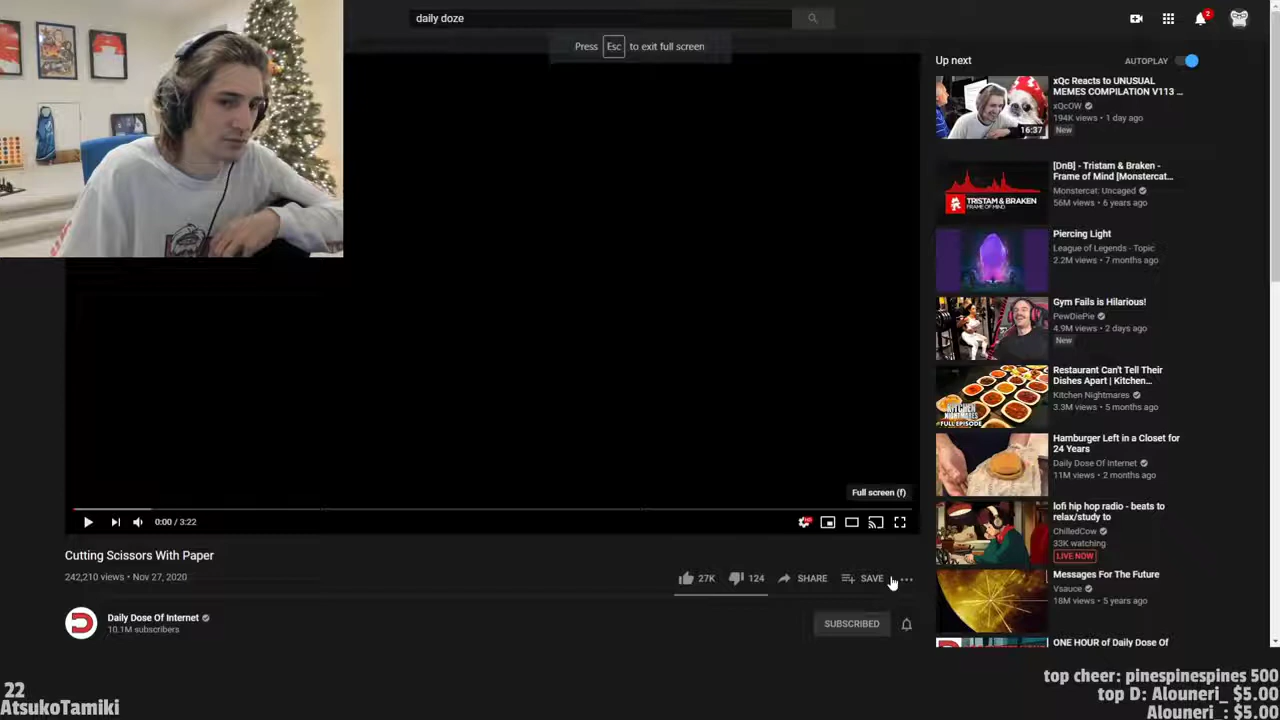 daily doze
2
Press Esc to exit full screen
Up next
AUTOPLAY
xQc Reacts to UNUSUAL
MEMES COMPILATION V113 ...
xQcOW
194K views • 1 day ago
New
16:37
[DnB] - Tristam & Braken -
Frame of Mind [Monstercat...
Monstercat: Uncaged
56M views • 6 years ago
TRISTAM & BRAKEN
FRAME OF MIND
Piercing Light
League of Legends - Topic
2.2M views • 7 months ago
Gym Fails is Hilarious!
PewDiePie
4.9M views • 2 days ago
New
Restaurant Can't Tell Their
Dishes Apart | Kitchen...
Kitchen Nightmares
3.3M views • 5 months ago
KITCHEN
NIGHTMARES
FULL EPISODE
Hamburger Left in a Closet for
24 Years
Daily Dose Of Internet
11M views • 2 months ago
lofi hip hop radio - beats to
relax/study to
ChilledCow
33K watching
LIVE NOW
Messages For The Future
Vsauce
18M views • 5 years ago
ONE HOUR of Daily Dose Of
Full screen (f)
0:00 / 3:22
Cutting Scissors With Paper
242,210 views • Nov 27, 2020
27K
124
SHARE
SAVE
Daily Dose Of Internet
10.1M subscribers
SUBSCRIBED
22
AtsukoTamiki
top cheer: pinespinespines 500
top D: Alouneri_ $5.00
Alouneri_: $5.00